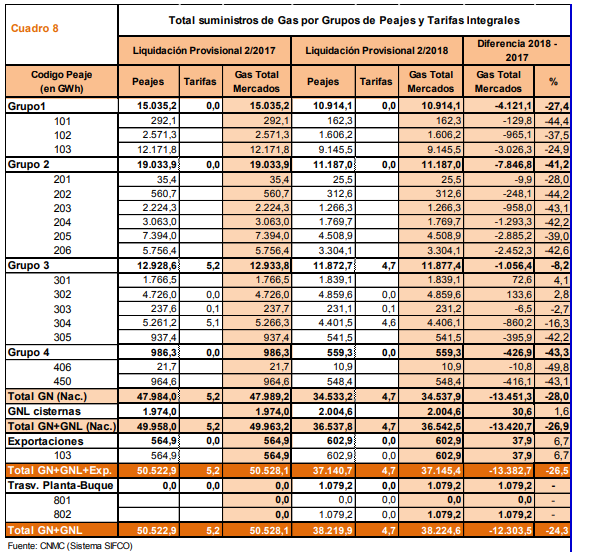 Cuadro 8 Total suministros de Gas por Grupos de Peajes y Tarifas Integrales
Liquidación Provisional 2/2017 Liquidación Provisional 2/2018 Diferencia 2018 - 2017
Codigo Peaje (en GWh) Peajes Tarifas Gas Total Mercados Peajes Tarifas Gas Total Mercados Gas Total Mercados %
Grupo1 15.035,2 0,0 15.035,2 10.914,1 0,0 10.914,1 -4.121,1 -27,4
101 292,1 292,1 162,3 162,3 -129,8 -44,4
102 2.571,3 2.571,3 1.606,2 1.606,2 -965,1 -37,5
103 12.171,8 12.171,8 9.145,5 9.145,5 -3.026,3 -24,9
Grupo 2 19.033,9 0,0 19.033,9 11.187,0 0,0 11.187,0 -7.846,8 -41,2
201 35,4 35,4 25,5 25,5 -9,9 -28,0
202 560,7 560,7 312,6 312,6 -248,1 -44,2
203 2.224,3 2.224,3 1.266,3 1.266,3 -958,0 -43,1
204 3.063,0 3.063,0 1.769,7 1.769,7 -1.293,3 -42,2
205 7.394,0 7.394,0 4.508,9 4.508,9 -2.885,2 -39,0
206 5.756,4 5.756,4 3.304,1 3.304,1 -2.452,3 -42,6
Grupo 3 12.928,6 5,2 12.933,8 11.872,7 4,7 11.877,4 -1.056,4 -8,2
301 1.766,5 1.766,5 1.839,1 1.839,1 72,6 4,1
302 4.726,0 0,0 4.726,0 4.859,6 0,0 4.859,6 133,6 2,8
303 237,6 0,1 237,7 231,1 0,1 231,2 -6,5 -2,7
304 5.261,2 5,1 5.266,3 4.401,5 4,6 4.406,1 -860,2 -16,3
305 937,4 937,4 541,5 541,5 -395,9 -42,2
Grupo 4 986,3 0,0 986,3 559,3 0,0 559,3 -426,9 -43,3
406 21,7 21,7 10,9 10,9 -10,8 -49,8
450 964,6 964,6 548,4 548,4 -416,1 -43,1
Total GN (Nac.) 47.984,0 5,2 47.989,2 34.533,2 4,7 34.537,9 -13.451,3 -28,0
GNL cisternas 1.974,0 1.974,0 2.004,6 2.004,6 30,6 1,6
Total GN+GNL (Nac.) 49.958,0 5,2 49.963,2 36.537,8 4,7 36.542,5 -13.420,7 -26,9
Exportaciones 564,9 0,0 564,9 602,9 0,0 602,9 37,9 6,7
103 564,9 564,9 602,9 0,0 602,9 37,9 6,7
Total GN+GNL+Exp. 50.522,9 5,2 50.528,1 37.140,7 4,7 37.145,4 -13.382,7 -26,5
Trasv. Planta-Buque 0,0 0,0 0,0 1.079,2 0,0 1.079,2 1.079,2 -
801 0,0 0,0 0,0 0,0 0,0 -
802 0,0 1.079,2 0,0 1.079,2 1.079,2 -
Total GN+GNL 50.522,9 5,2 50.528,1 38.219,9 4,7 38.224,6 -12.303,5 -24,3
Fuente: CNMC (Sistema SIFCO)